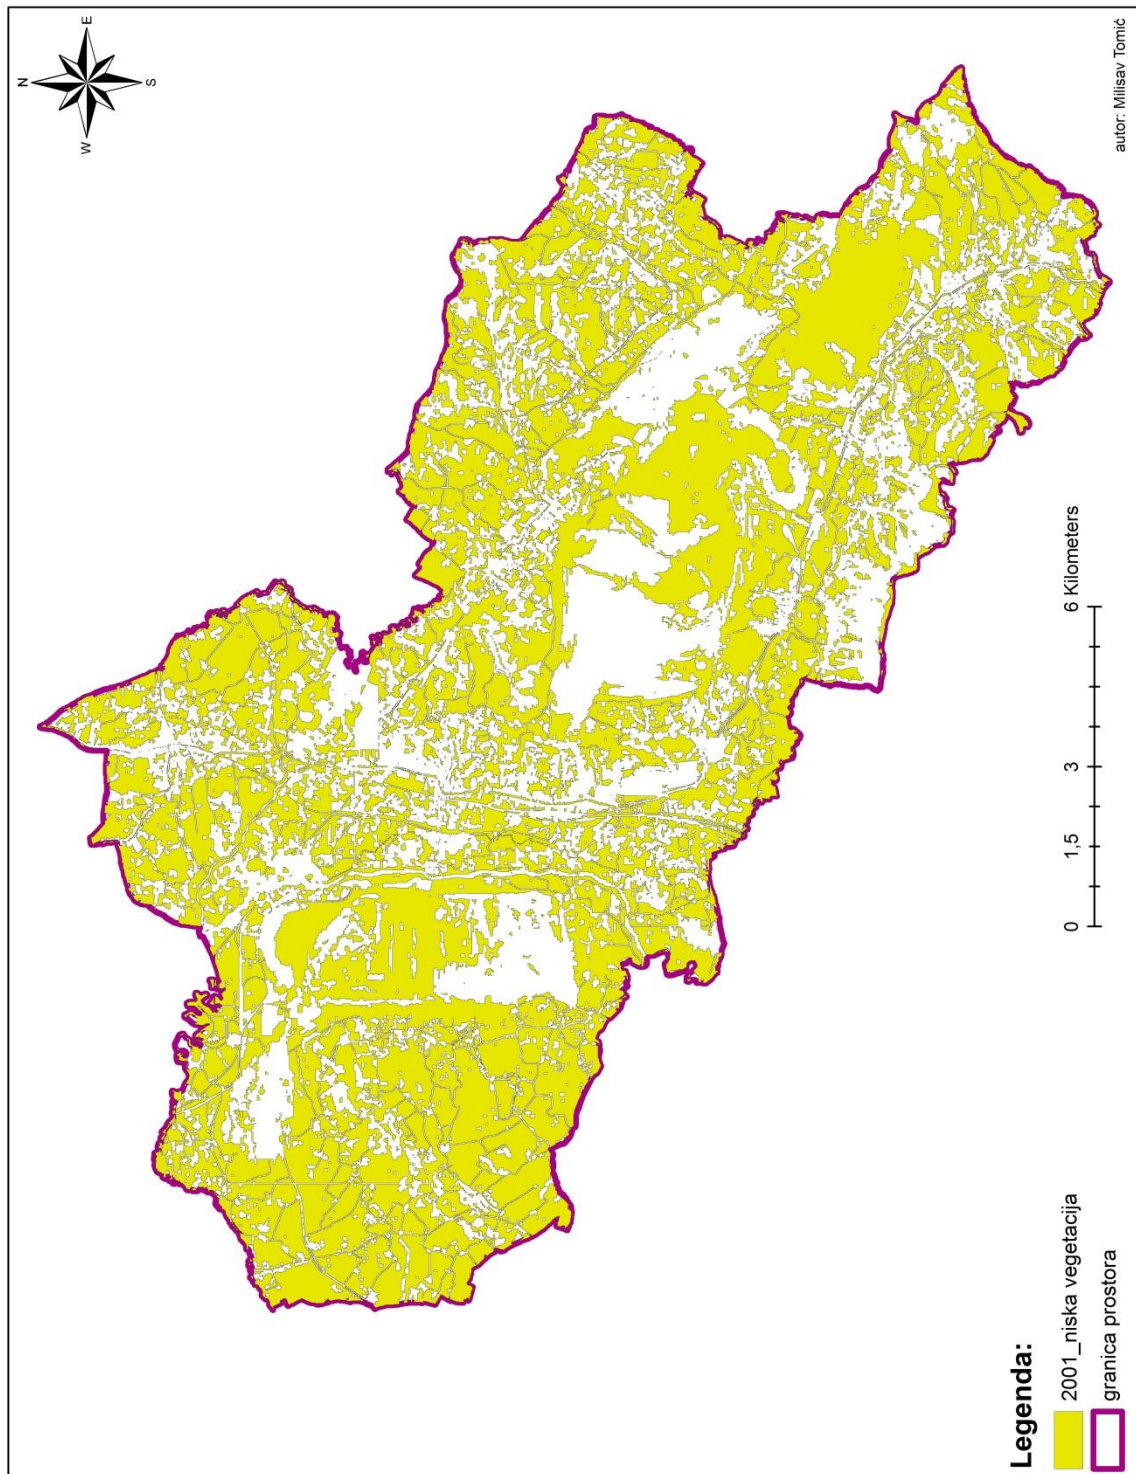 N
W
E
S
Legenda:
2001_niska vegetacija
granica prostora
0 1,5 3 6 Kilometers
autor: Milisav Tomić